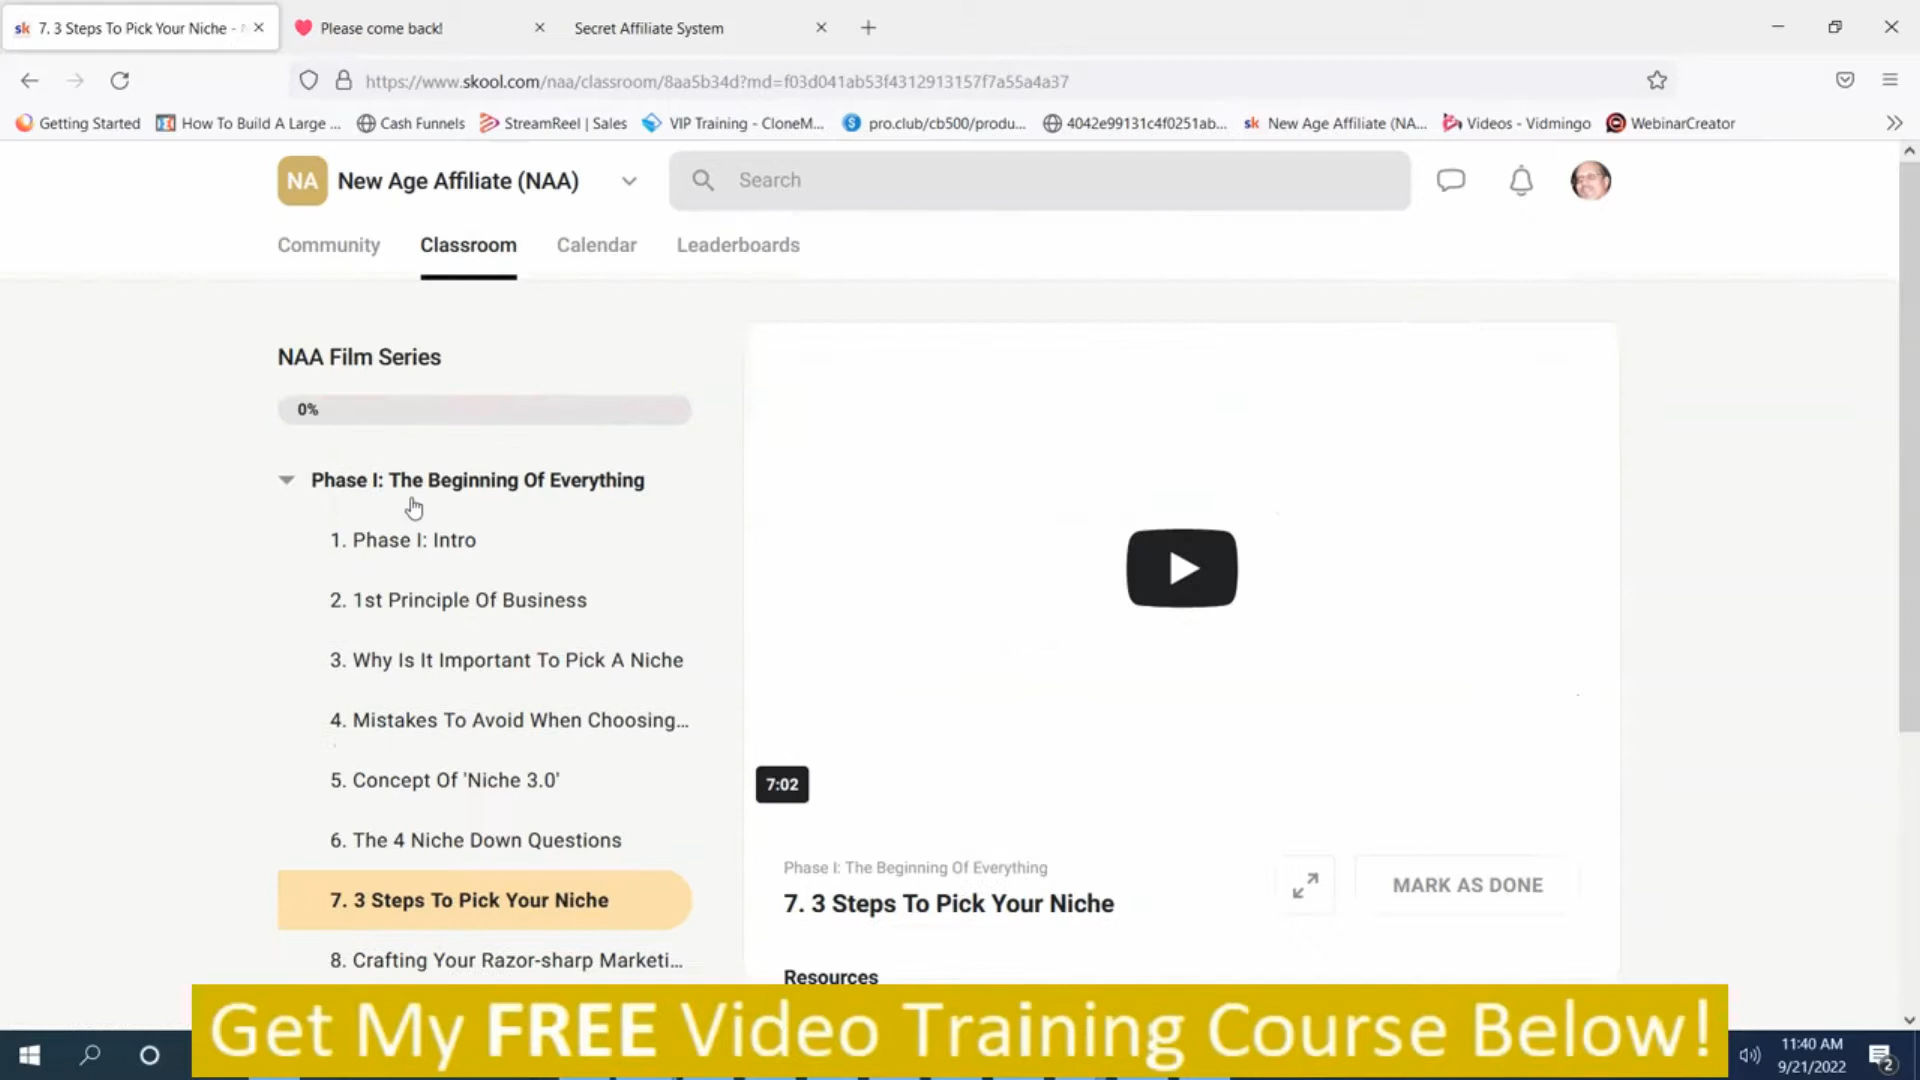 sk 7. 3 Steps To Pick Your Niche -
Please come back!
Secret Affiliate System
https://www.skool.com/naa/classroom/8aa5b34d?md=f03d041ab53f4312913157f7a55a4a37
Getting Started
How To Build A Large ...
Cash Funnels
StreamReel | Sales
VIP Training - CloneM...
pro.club/cb500/produ...
4042e99131c4f0251ab...
sk New Age Affiliate (NA...
Videos - Vidmingo
WebinarCreator
NA New Age Affiliate (NAA)
Search
Community Classroom Calendar Leaderboards
NAA Film Series
0%
Phase I: The Beginning Of Everything
1. Phase I: Intro
2. 1st Principle Of Business
3. Why Is It Important To Pick A Niche
4. Mistakes To Avoid When Choosing...
5. Concept Of 'Niche 3.0'
6. The 4 Niche Down Questions
7. 3 Steps To Pick Your Niche
8. Crafting Your Razor-sharp Marketi...
7:02
Phase I: The Beginning Of Everything
7. 3 Steps To Pick Your Niche
MARK AS DONE
Resources
Get My FREE Video Training Course Below!
11:40 AM
9/21/2022
2